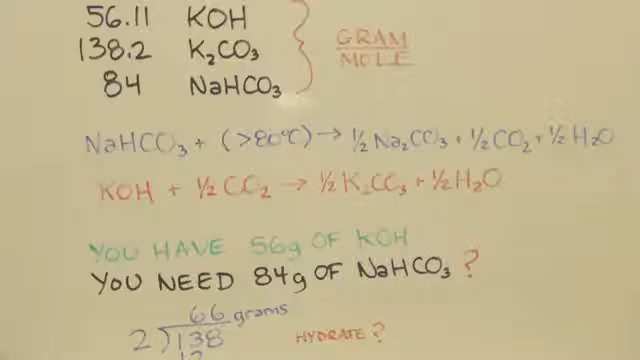 56.11 KOH
138.2 K₂CO₃
84 NaHCO₃
GRAM
MOLE
NaHCO₃ + (>80°C) → ½ Na₂CO₃ + ½ CO₂ + ½ H₂O
KOH + ½ CO₂ → ½ K₂CO₃ + ½ H₂O
YOU HAVE 56g OF KOH
YOU NEED 84g OF NaHCO₃ ?
66 grams
2)138
HYDRATE ?